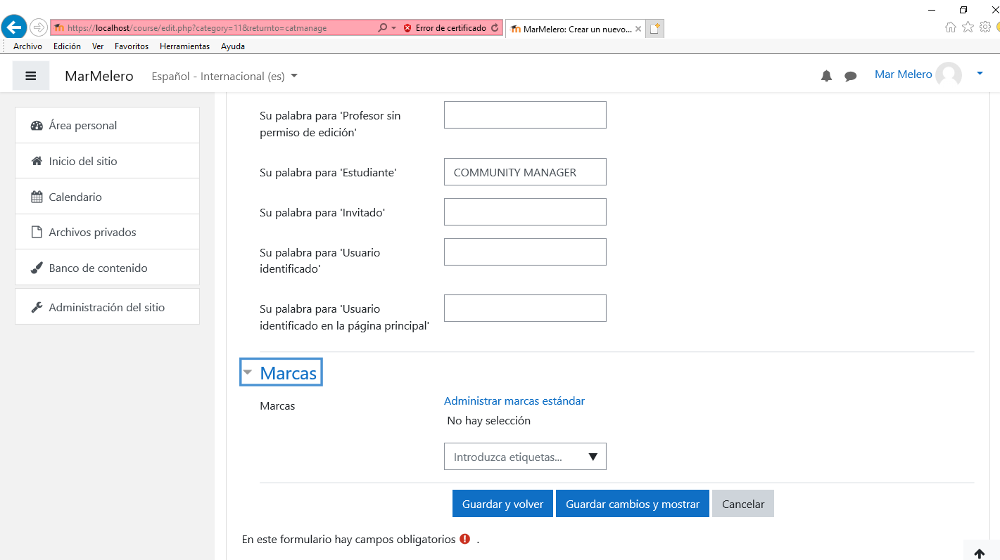 https://localhost/course/edit.php?category=11&returnto=catmanage
Error de certificado
MarMelero: Crear un nuevo...
Archivo Edición Ver Favoritos Herramientas Ayuda
MarMelero
Español - Internacional (es)
Mar Melero
Área personal
Inicio del sitio
Calendario
Archivos privados
Banco de contenido
Administración del sitio
Su palabra para 'Profesor sin
permiso de edición'
Su palabra para 'Estudiante'
COMMUNITY MANAGER
Su palabra para 'Invitado'
Su palabra para 'Usuario
identificado'
Su palabra para 'Usuario
identificado en la página principal'
Marcas
Marcas
Administrar marcas estándar
No hay selección
Introduzca etiquetas...
Guardar y volver
Guardar cambios y mostrar
Cancelar
En este formulario hay campos obligatorios .